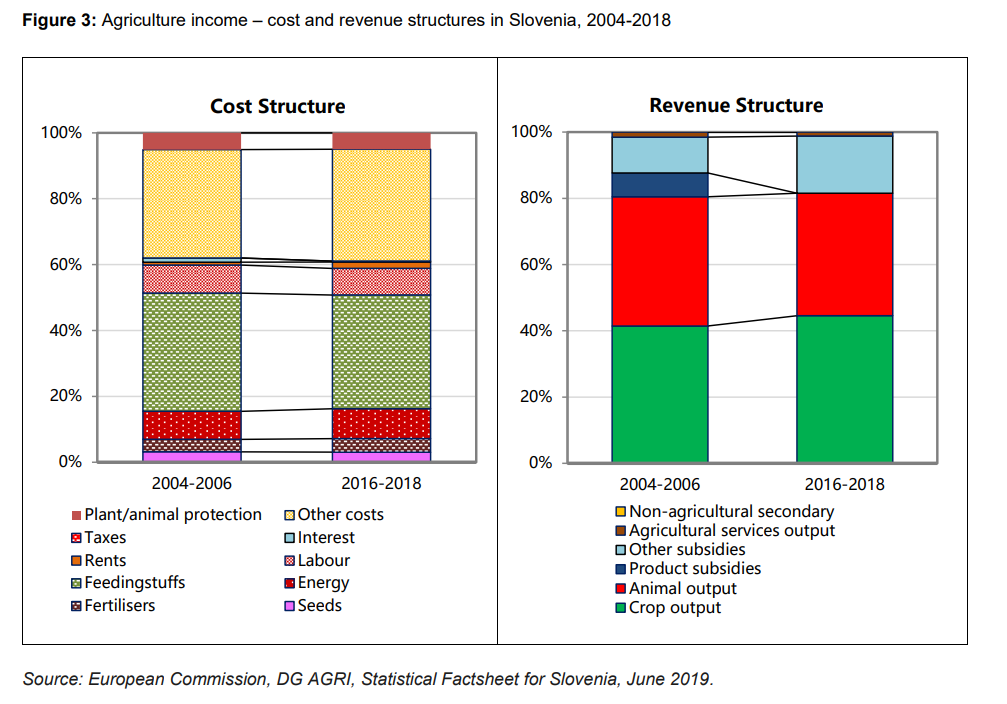 Figure 3: Agriculture income – cost and revenue structures in Slovenia, 2004-2018
Cost Structure
100%
80%
60%
40%
20%
0%
2004-2006 2016-2018
Plant/animal protection Other costs
Taxes Interest
Rents Labour
Feedingstuffs Energy
Fertilisers Seeds
Revenue Structure
100%
80%
60%
40%
20%
0%
2004-2006 2016-2018
Non-agricultural secondary
Agricultural services output
Other subsidies
Product subsidies
Animal output
Crop output
Source: European Commission, DG AGRI, Statistical Factsheet for Slovenia, June 2019.